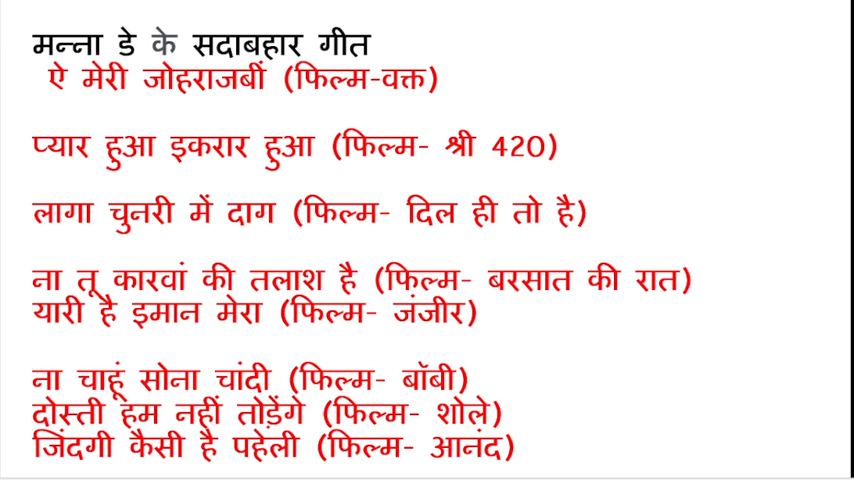 मन्ना डे के सदाबहार गीत
ऐ मेरी जोहराजबीं (फिल्म-वक्त)
प्यार हुआ इकरार हुआ (फिल्म- श्री 420)
लागा चुनरी में दाग (फिल्म- दिल ही तो है)
ना तू कारवां की तलाश है (फिल्म- बरसात की रात)
यारी है इमान मेरा (फिल्म- जंजीर)
ना चाहूं सोना चांदी (फिल्म- बॉबी)
दोस्ती हम नहीं तोड़ेंगे (फिल्म- शोले)
जिंदगी कैसी है पहेली (फिल्म- आनंद)